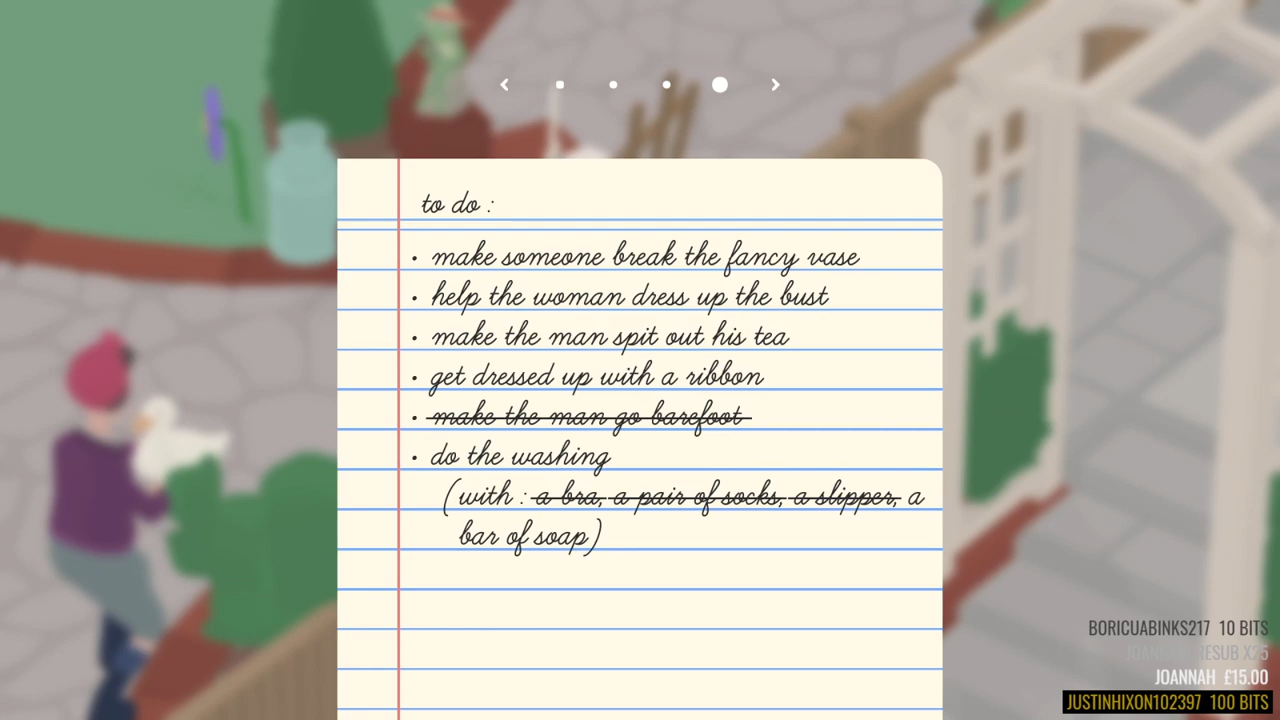 to do :
• make someone break the fancy vase
• help the woman dress up the bust
• make the man spit out his tea
• get dressed up with a ribbon
• make the man go barefoot
• do the washing
(with : a bra, a pair of socks, a slipper, a
bar of soap)
BORICUABINKS217 10 BITS
RESUB X25
JOANNAH £15.00
JUSTINHIXON102397 100 BITS